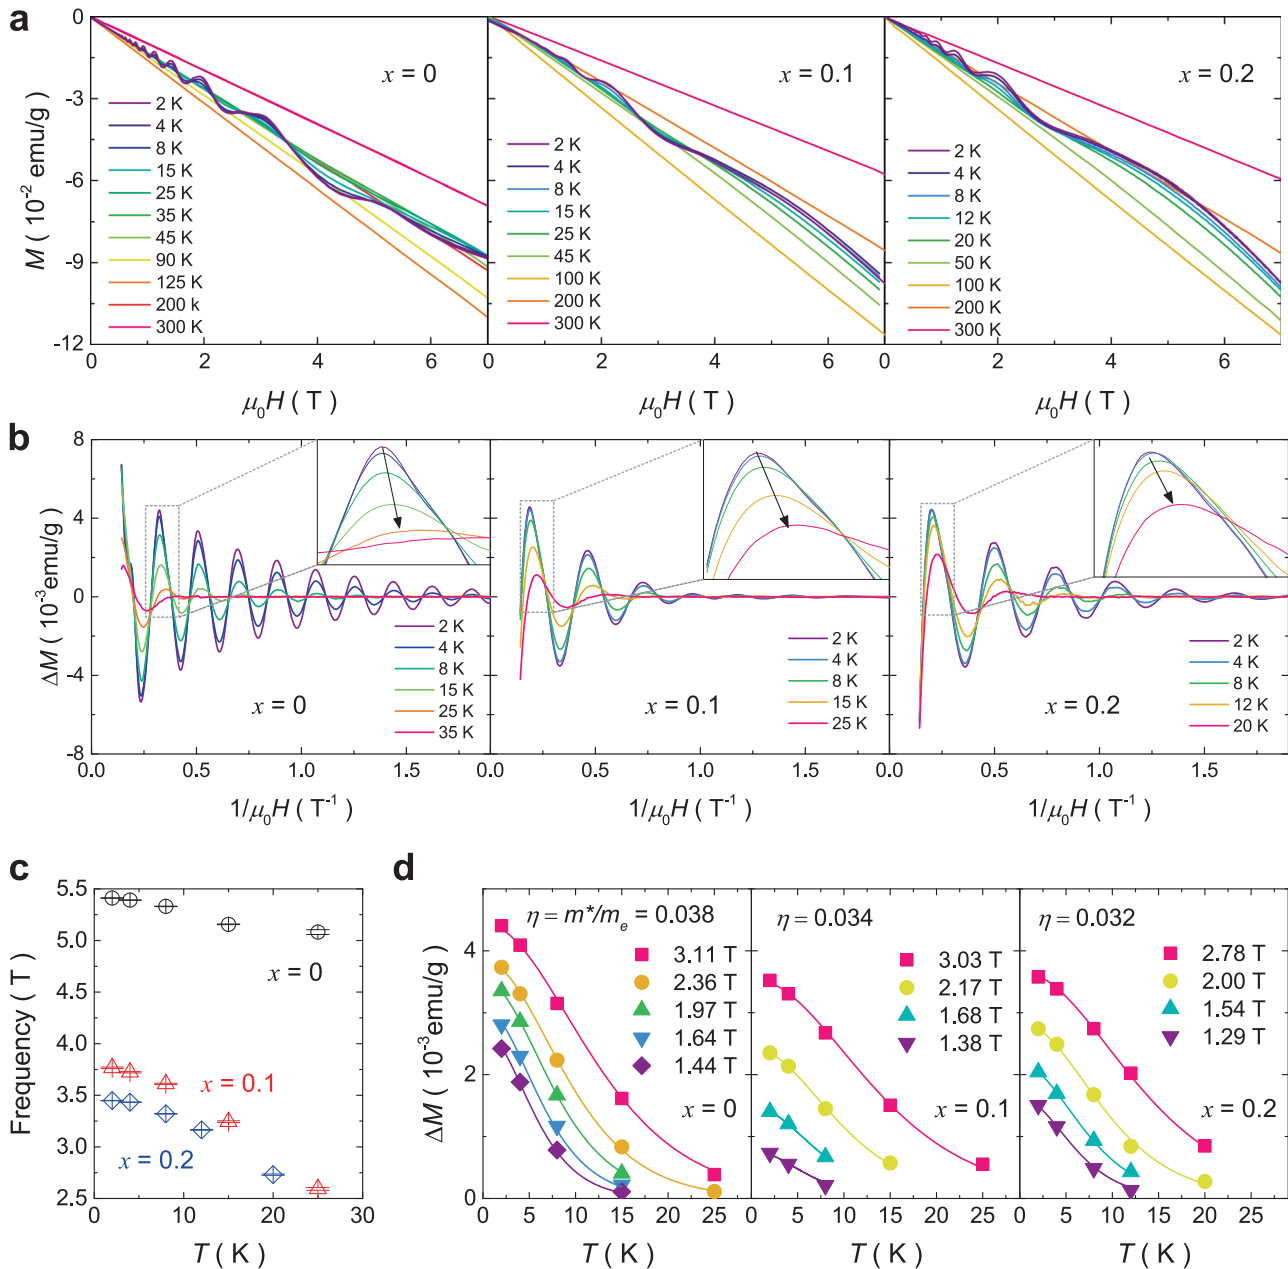 a
0
-3
-6
-9
-12
M ( 10⁻² emu/g )
x = 0
2 K
4 K
8 K
15 K
25 K
35 K
45 K
90 K
125 K
200 k
300 K
0 2 4 6
μ₀H ( T )
x = 0.1
2 K
4 K
8 K
15 K
25 K
45 K
100 K
200 K
300 K
0 2 4 6
μ₀H ( T )
x = 0.2
2 K
4 K
8 K
12 K
20 K
50 K
100 K
200 K
300 K
0 2 4 6
μ₀H ( T )
b
8
4
0
-4
-8
ΔM ( 10⁻³emu/g )
2 K
4 K
8 K
15 K
25 K
35 K
x = 0
0.0 0.5 1.0 1.5
1/μ₀H ( T⁻¹ )
2 K
4 K
8 K
15 K
25 K
x = 0.1
0.0 0.5 1.0 1.5
1/μ₀H ( T⁻¹ )
2 K
4 K
8 K
12 K
20 K
x = 0.2
0.0 0.5 1.0 1.5
1/μ₀H ( T⁻¹ )
c
5.5
5.0
4.5
4.0
3.5
3.0
2.5
Frequency ( T )
x = 0
x = 0.1
x = 0.2
0 10 20 30
T ( K )
d
4
2
0
ΔM ( 10⁻³emu/g )
η = m*/mₑ = 0.038
3.11 T
2.36 T
1.97 T
1.64 T
1.44 T
x = 0
0 5 10 15 20 25
T ( K )
η = 0.034
3.03 T
2.17 T
1.68 T
1.38 T
x = 0.1
0 5 10 15 20 25
T ( K )
η = 0.032
2.78 T
2.00 T
1.54 T
1.29 T
x = 0.2
0 5 10 15 20 25
T ( K )